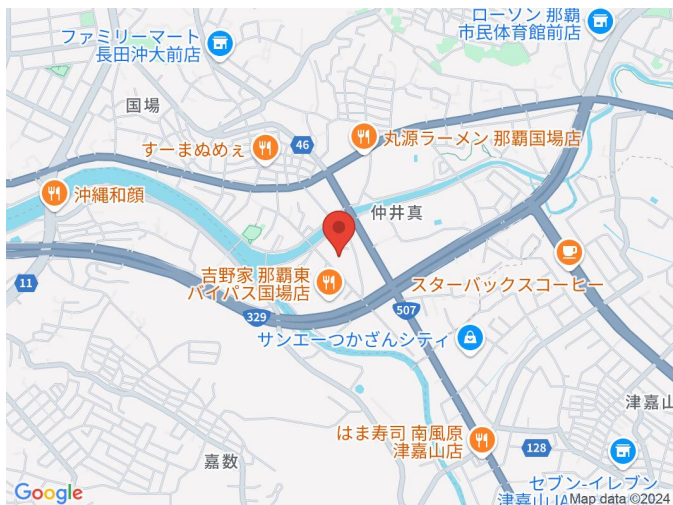 ローソン 那覇
市民体育館前店
ファミリーマート
長田沖大前店
国場
46
丸源ラーメン 那覇国場店
すーまぬめぇ
沖縄和顔
仲井真
吉野家 那覇東
バイパス国場店
スターバックスコーヒー
11
329
507
サンエーつかざんシティ
津嘉山
はま寿司 南風原
津嘉山店
128
嘉数
セブン-イレブン
津嘉山JA
Google
Map data ©2024